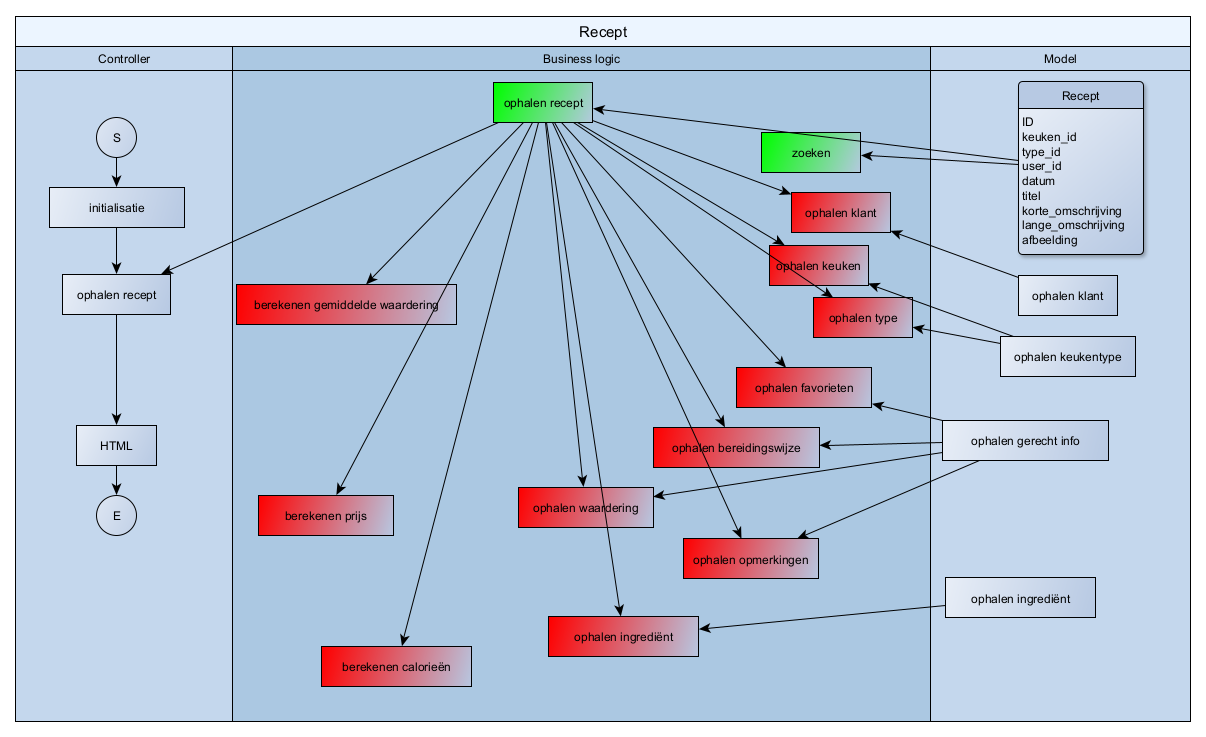 Recept
Controller
Business logic
Model
S
initialisatie
ophalen recept
HTML
E
ophalen recept
zoeken
ophalen klant
ophalen keuken
berekenen gemiddelde waardering
ophalen type
ophalen favorieten
ophalen bereidingswijze
berekenen prijs
ophalen waardering
ophalen opmerkingen
ophalen ingrediënt
berekenen calorieën
Recept
ID
keuken_id
type_id
user_id
datum
titel
korte_omschrijving
lange_omschrijving
afbeelding
ophalen klant
ophalen keukentype
ophalen gerecht info
ophalen ingrediënt